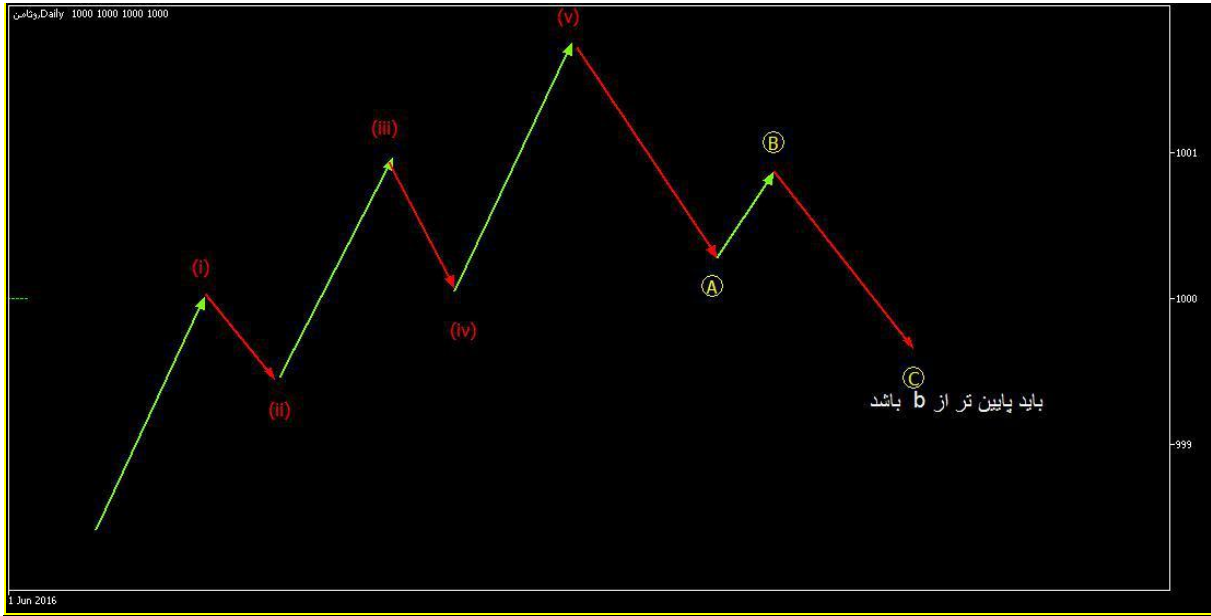 وثامن,Daily 1000 1000 1000 1000
(v)
(iii)
B
1001
(i)
A
1000
(iv)
C
(ii)
باید پایین تر از b باشد
999
1 Jun 2016